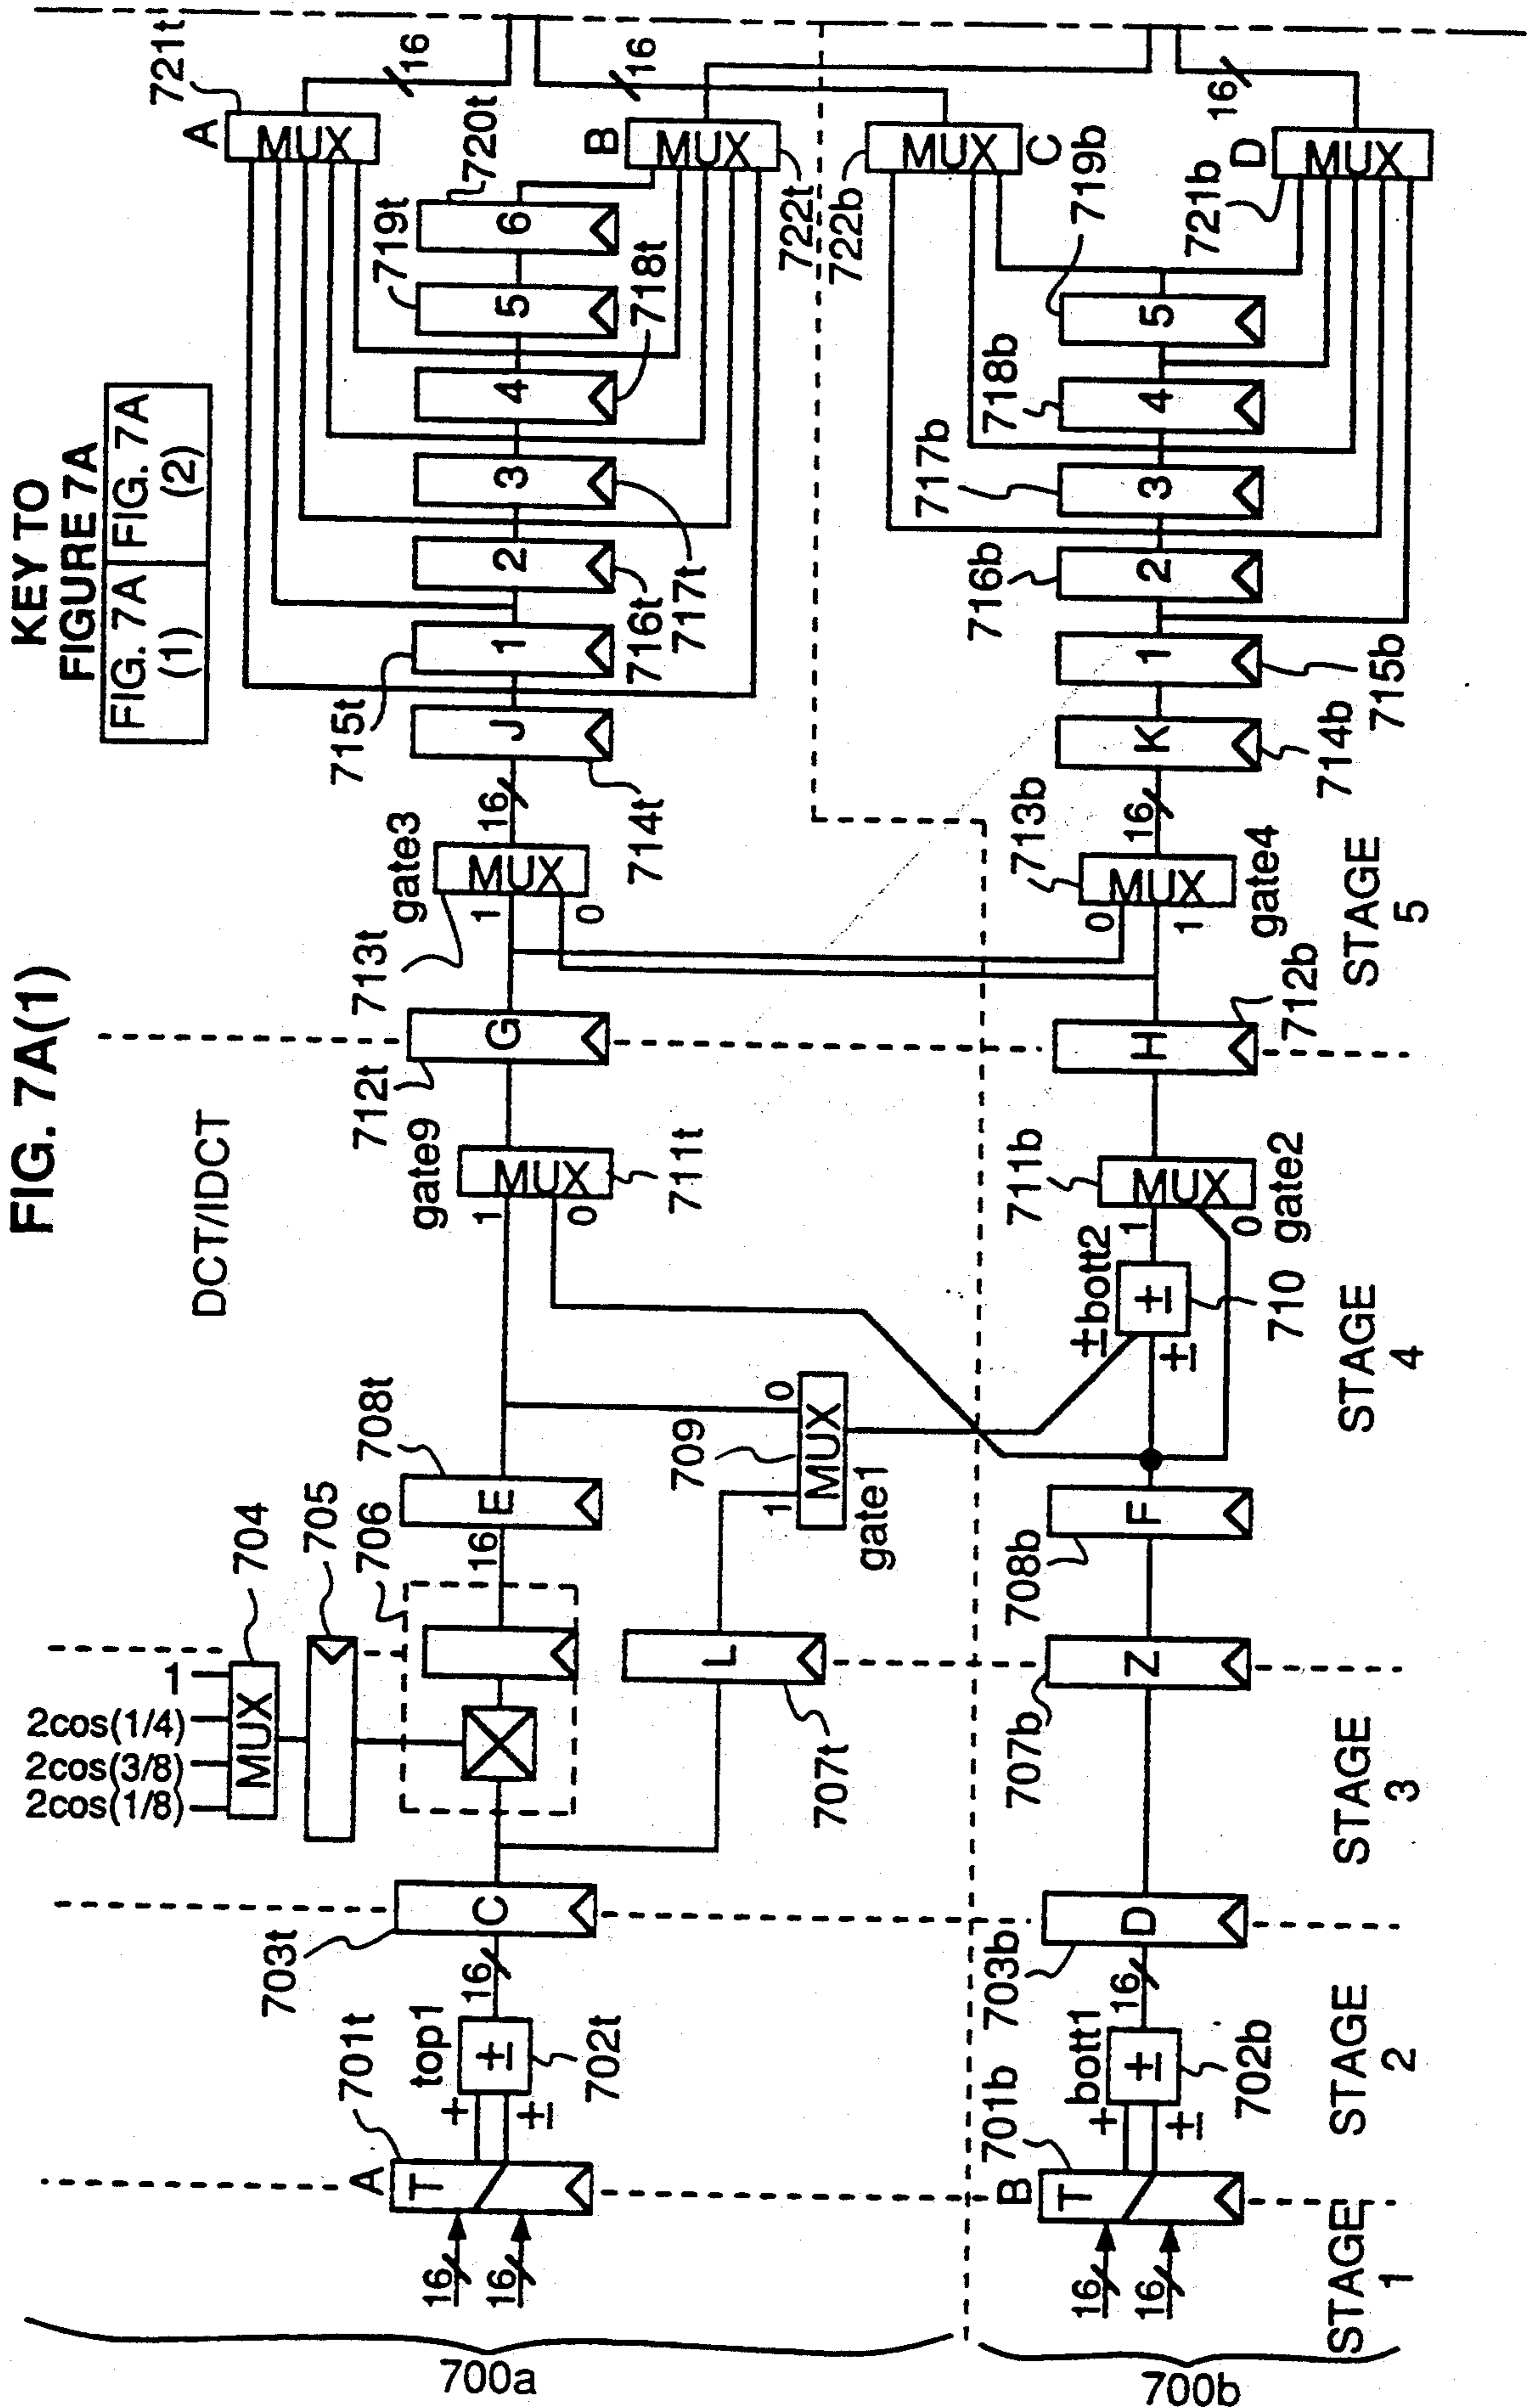 FIG. 7A(1)
KEY TO
FIGURE 7A
FIG. 7A
(1)
FIG. 7A
(2)
DCT/IDCT
700a
16
16
A
T
701t
top1
+
±
±
702t
16
703t
C
2cos(1/8)
2cos(3/8)
2cos(1/4)
1
MUX
704
705
706
16
L
707t
E
708t
709
1
MUX
0
gate1
gate9
1
MUX
0
711t
712t
G
713t
gate3
1
MUX
0
16
J
714t
715t
1
2
716t
3
717t
4
718t
5
719t
6
720t
A
MUX
721t
16
B
MUX
722t
16
700b
16
16
B
T
701b
bott1
+
±
±
702b
16
703b
D
707b
Z
708b
F
±bott2
±
±
710
711b
1
MUX
0
gate2
H
712b
713b
0
MUX
1
gate4
16
K
714b
1
715b
716b
2
717b
3
718b
4
719b
5
722b
MUX
C
721b
D
MUX
16
STAGE
1
STAGE
2
STAGE
3
STAGE
4
STAGE
5